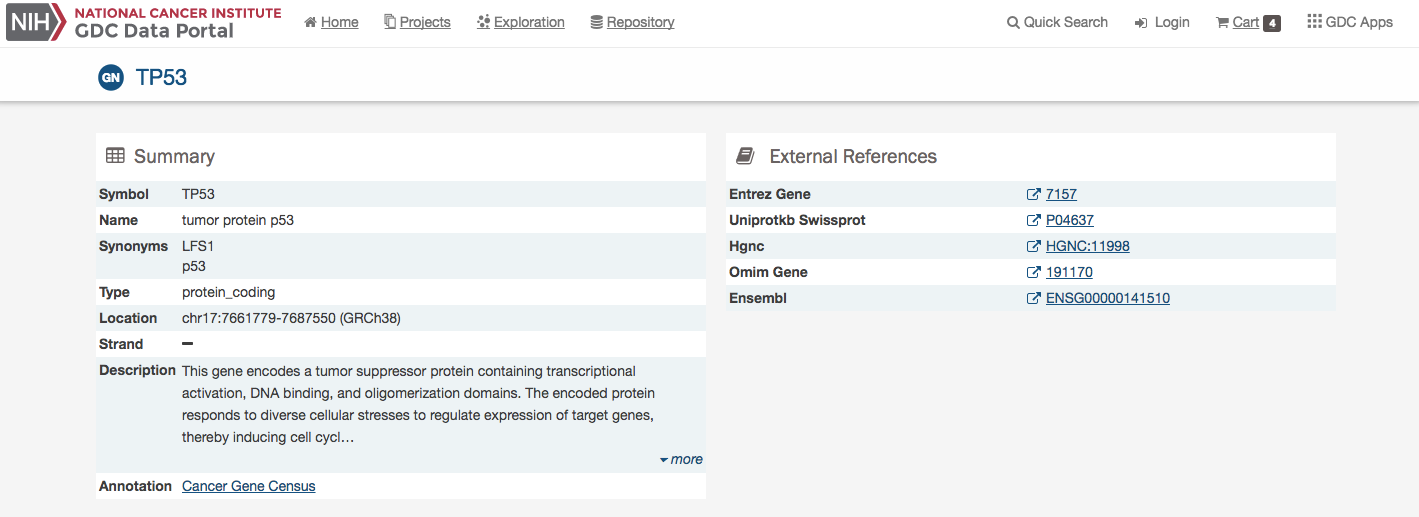 NIH NATIONAL CANCER INSTITUTE
GDC Data Portal
Home Projects Exploration Repository Quick Search Login Cart 4 GDC Apps
GN TP53
Summary
Symbol TP53
Name tumor protein p53
Synonyms LFS1
p53
Type protein_coding
Location chr17:7661779-7687550 (GRCh38)
Strand –
Description This gene encodes a tumor suppressor protein containing transcriptional
activation, DNA binding, and oligomerization domains. The encoded protein
responds to diverse cellular stresses to regulate expression of target genes,
thereby inducing cell cycl…
more
Annotation Cancer Gene Census
External References
Entrez Gene 7157
Uniprotkb Swissprot P04637
Hgnc HGNC:11998
Omim Gene 191170
Ensembl ENSG00000141510